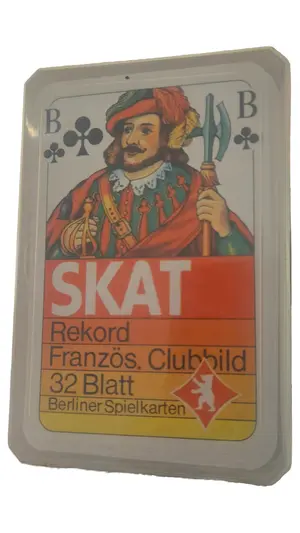 B B
SKAT
Rekord
Französ. Clubbild
32 Blatt
Berliner Spielkarten